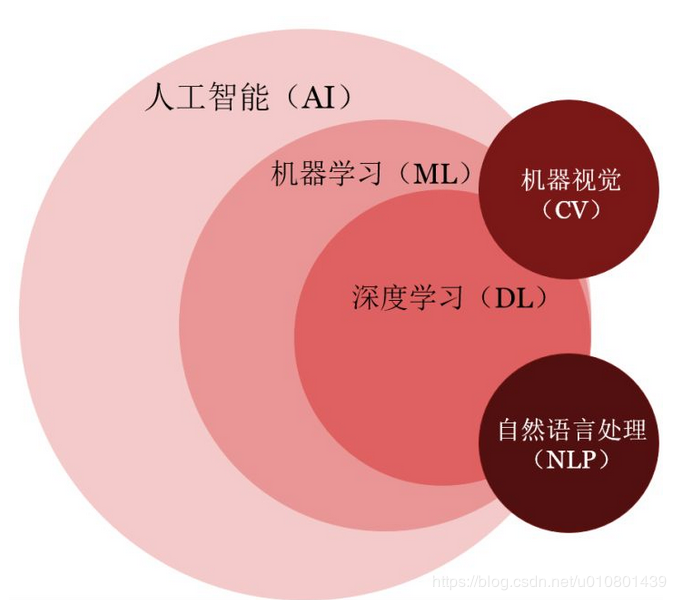 人工智能（AI）
机器学习（ML）
机器视觉
（CV）
深度学习（DL）
自然语言处理
（NLP）
https://blog.csdn.net/u010801439